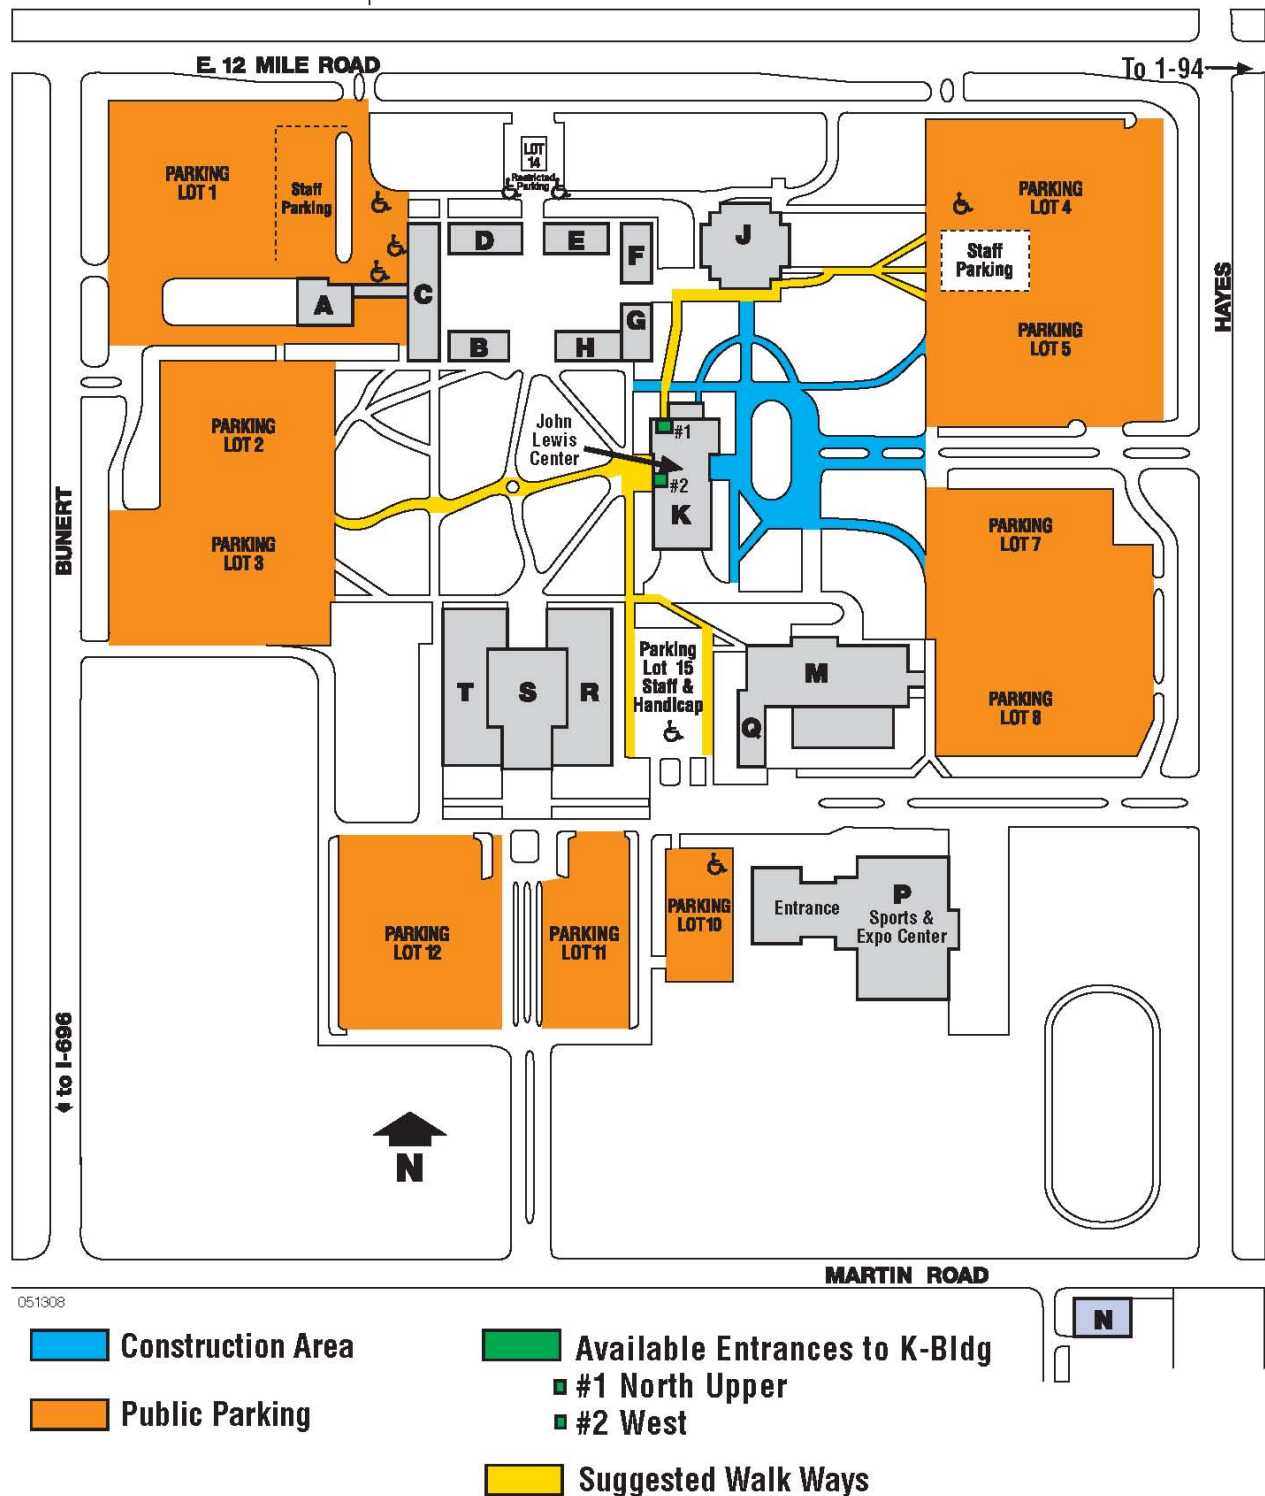 E. 12 MILE ROAD
To 1-94
LOT
14
Restricted
Parking
PARKING
LOT 1
Staff
Parking
PARKING
LOT 4
Staff
Parking
PARKING
LOT 5
HAYES
A
C
D
E
F
J
B
H
G
PARKING
LOT 2
John
Lewis
Center
#1
#2
K
BUNERT
PARKING
LOT 3
PARKING
LOT 7
Parking
Lot 15
Staff &
Handicap
T
S
R
M
Q
PARKING
LOT 8
PARKING
LOT 12
PARKING
LOT 11
PARKING
LOT 10
Entrance
P
Sports &
Expo Center
to I-696
N
MARTIN ROAD
N
051308
Construction Area
Public Parking
Available Entrances to K-Bldg
#1 North Upper
#2 West
Suggested Walk Ways